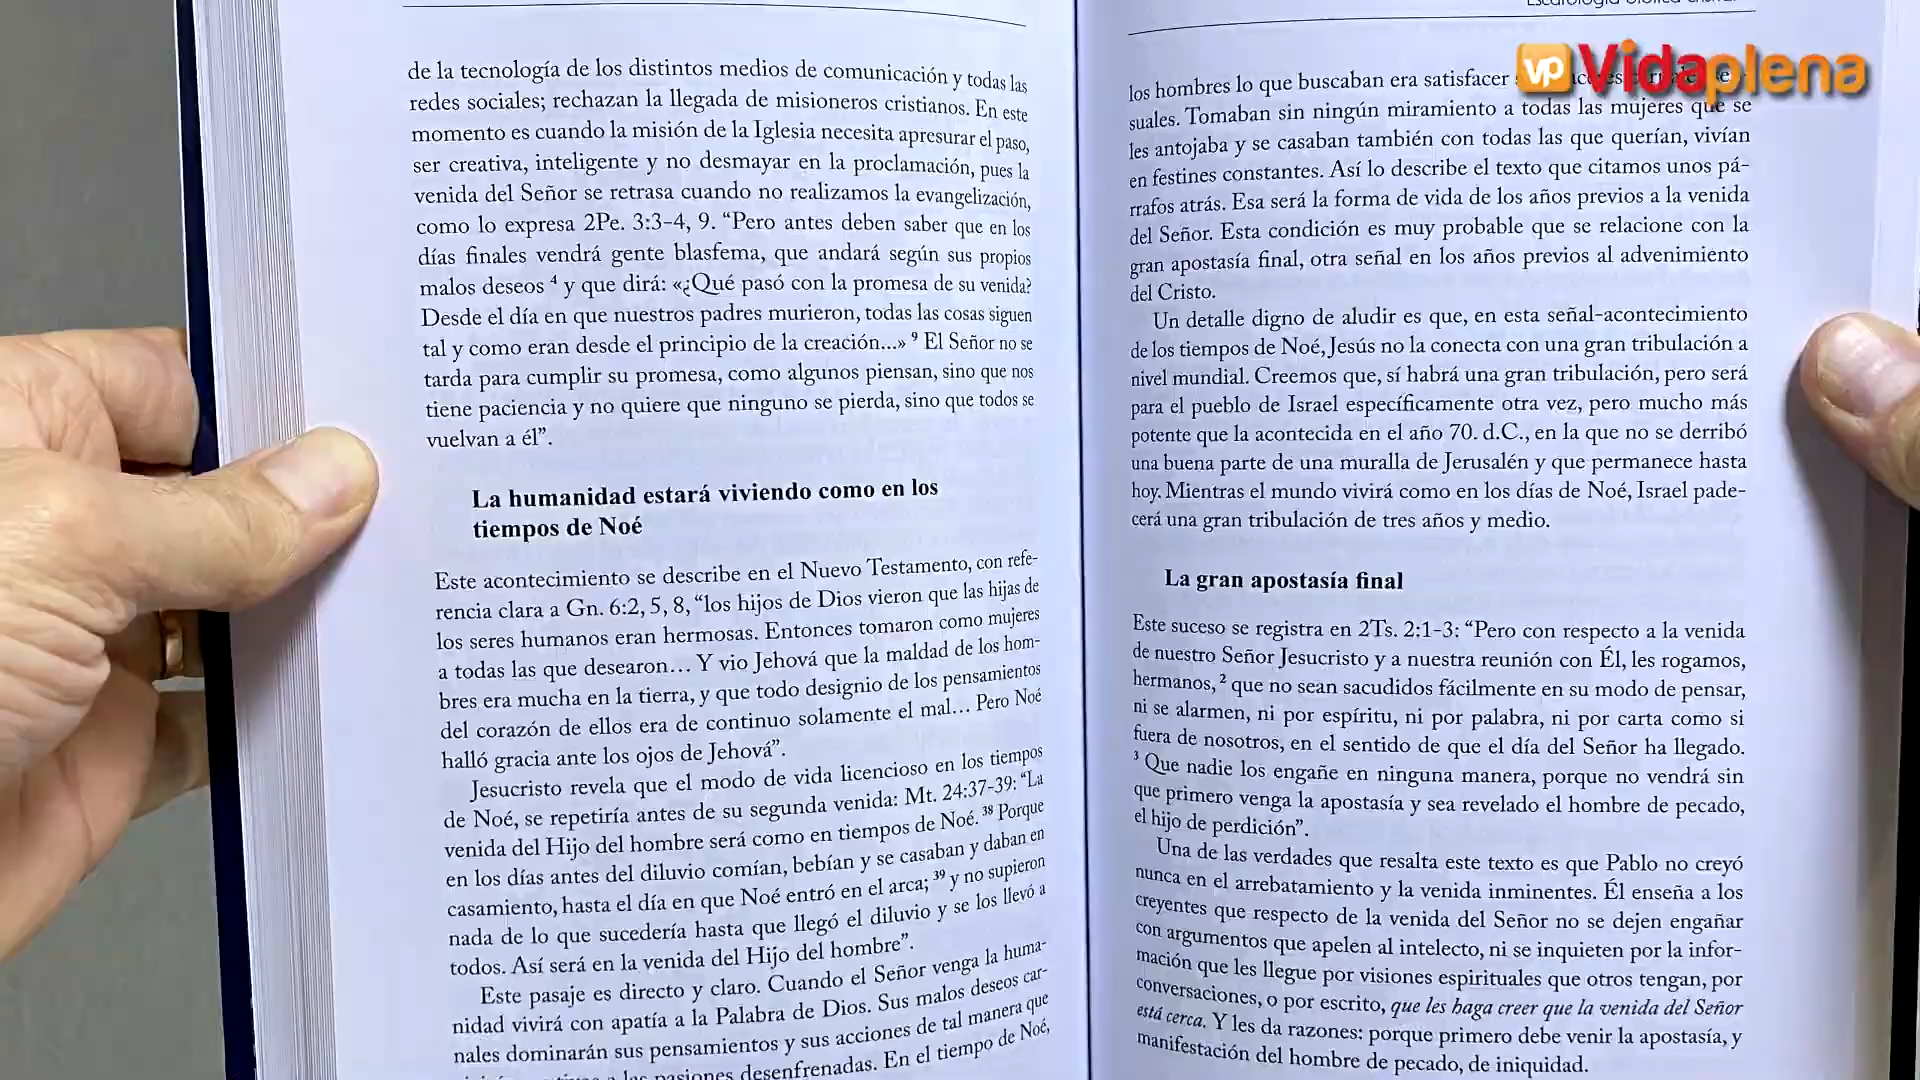 de la tecnología de los distintos medios de comunicación y todas las
redes sociales; rechazan la llegada de misioneros cristianos. En este
momento es cuando la misión de la Iglesia necesita apresurar el paso,
ser creativa, inteligente y no desmayar en la proclamación, pues la
venida del Señor se retrasa cuando no realizamos la evangelización,
como lo expresa 2Pe. 3:3-4, 9. “Pero antes deben saber que en los
días finales vendrá gente blasfema, que andará según sus propios
malos deseos ⁴ y que dirá: «¿Qué pasó con la promesa de su venida?
Desde el día en que nuestros padres murieron, todas las cosas siguen
tal y como eran desde el principio de la creación...» ⁹ El Señor no se
tarda para cumplir su promesa, como algunos piensan, sino que nos
tiene paciencia y no quiere que ninguno se pierda, sino que todos se
vuelvan a él”.
La humanidad estará viviendo como en los
tiempos de Noé
Este acontecimiento se describe en el Nuevo Testamento, con refe-
rencia clara a Gn. 6:2, 5, 8, “los hijos de Dios vieron que las hijas de
los seres humanos eran hermosas. Entonces tomaron como mujeres
a todas las que desearon… Y vio Jehová que la maldad de los hom-
bres era mucha en la tierra, y que todo designio de los pensamientos
del corazón de ellos era de continuo solamente el mal… Pero Noé
halló gracia ante los ojos de Jehová”.
Jesucristo revela que el modo de vida licencioso en los tiempos
de Noé, se repetiría antes de su segunda venida: Mt. 24:37-39: “La
venida del Hijo del hombre será como en tiempos de Noé. ³⁸ Porque
en los días antes del diluvio comían, bebían y se casaban y daban en
casamiento, hasta el día en que Noé entró en el arca; ³⁹ y no supieron
nada de lo que sucedería hasta que llegó el diluvio y se los llevó a
todos. Así será en la venida del Hijo del hombre”.
Este pasaje es directo y claro. Cuando el Señor venga la huma-
nidad vivirá con apatía a la Palabra de Dios. Sus malos deseos car-
nales dominarán sus pensamientos y sus acciones de tal manera que
las pasiones desenfrenadas. En el tiempo de Noé,
Vidaplena
los hombres lo que buscaban era satisfacer
suales. Tomaban sin ningún miramiento a todas las mujeres que se
les antojaba y se casaban también con todas las que querían, vivían
en festines constantes. Así lo describe el texto que citamos unos pá-
rrafos atrás. Esa será la forma de vida de los años previos a la venida
del Señor. Esta condición es muy probable que se relacione con la
gran apostasía final, otra señal en los años previos al advenimiento
del Cristo.
Un detalle digno de aludir es que, en esta señal-acontecimiento
de los tiempos de Noé, Jesús no la conecta con una gran tribulación a
nivel mundial. Creemos que, sí habrá una gran tribulación, pero será
para el pueblo de Israel específicamente otra vez, pero mucho más
potente que la acontecida en el año 70. d.C., en la que no se derribó
una buena parte de una muralla de Jerusalén y que permanece hasta
hoy. Mientras el mundo vivirá como en los días de Noé, Israel pade-
cerá una gran tribulación de tres años y medio.
La gran apostasía final
Este suceso se registra en 2Ts. 2:1-3: “Pero con respecto a la venida
de nuestro Señor Jesucristo y a nuestra reunión con Él, les rogamos,
hermanos, ² que no sean sacudidos fácilmente en su modo de pensar,
ni se alarmen, ni por espíritu, ni por palabra, ni por carta como si
fuera de nosotros, en el sentido de que el día del Señor ha llegado.
³ Que nadie los engañe en ninguna manera, porque no vendrá sin
que primero venga la apostasía y sea revelado el hombre de pecado,
el hijo de perdición”.
Una de las verdades que resalta este texto es que Pablo no creyó
nunca en el arrebatamiento y la venida inminentes. Él enseña a los
creyentes que respecto de la venida del Señor no se dejen engañar
con argumentos que apelen al intelecto, ni se inquieten por la infor-
mación que les llegue por visiones espirituales que otros tengan, por
conversaciones, o por escrito, que les haga creer que la venida del Señor
está cerca. Y les da razones: porque primero debe venir la apostasía, y
manifestación del hombre de pecado, de iniquidad.